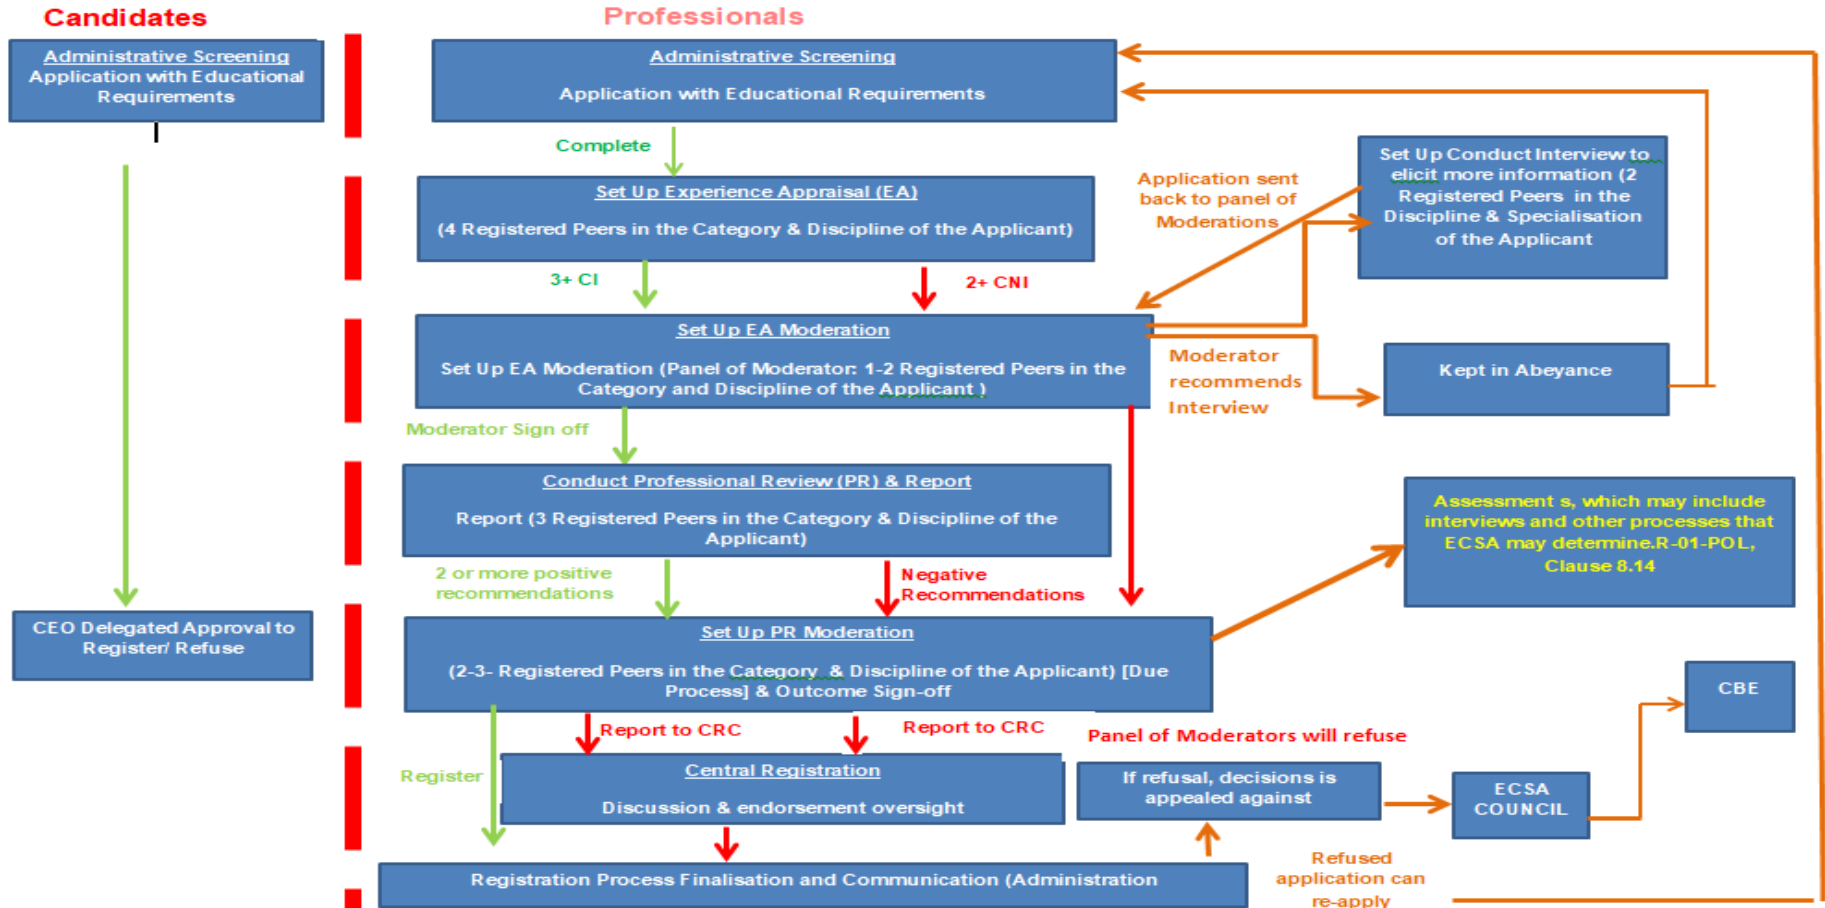 Candidates
Administrative Screening
Application with Educational
Requirements
CEO Delegated Approval to
Register/ Refuse
Professionals
Administrative Screening
Application with Educational Requirements
Complete
Set Up Experience Appraisal (EA)
(4 Registered Peers in the Category & Discipline of the Applicant)
3+ CI
2+ CNI
Application sent
back to panel of
Moderations
Set Up Conduct Interview to
elicit more information (2
Registered Peers in the
Discipline & Specialisation
of the Applicant
Set Up EA Moderation
Set Up EA Moderation (Panel of Moderator: 1-2 Registered Peers in the
Category and Discipline of the Applicant )
Moderator
recommends
Interview
Kept in Abeyance
Moderator Sign off
Conduct Professional Review (PR) & Report
Report (3 Registered Peers in the Category & Discipline of the
Applicant)
2 or more positive
recommendations
Negative
Recommendations
Assessment s, which may include
interviews and other processes that
ECSA may determine.R-01-POL,
Clause 8.14
Set Up PR Moderation
(2-3- Registered Peers in the Category & Discipline of the Applicant) [Due
Process] & Outcome Sign-off
Report to CRC
Report to CRC
Panel of Moderators will refuse
CBE
Register
Central Registration
Discussion & endorsement oversight
If refusal, decisions is
appealed against
ECSA
COUNCIL
Registration Process Finalisation and Communication (Administration
Refused
application can
re-apply